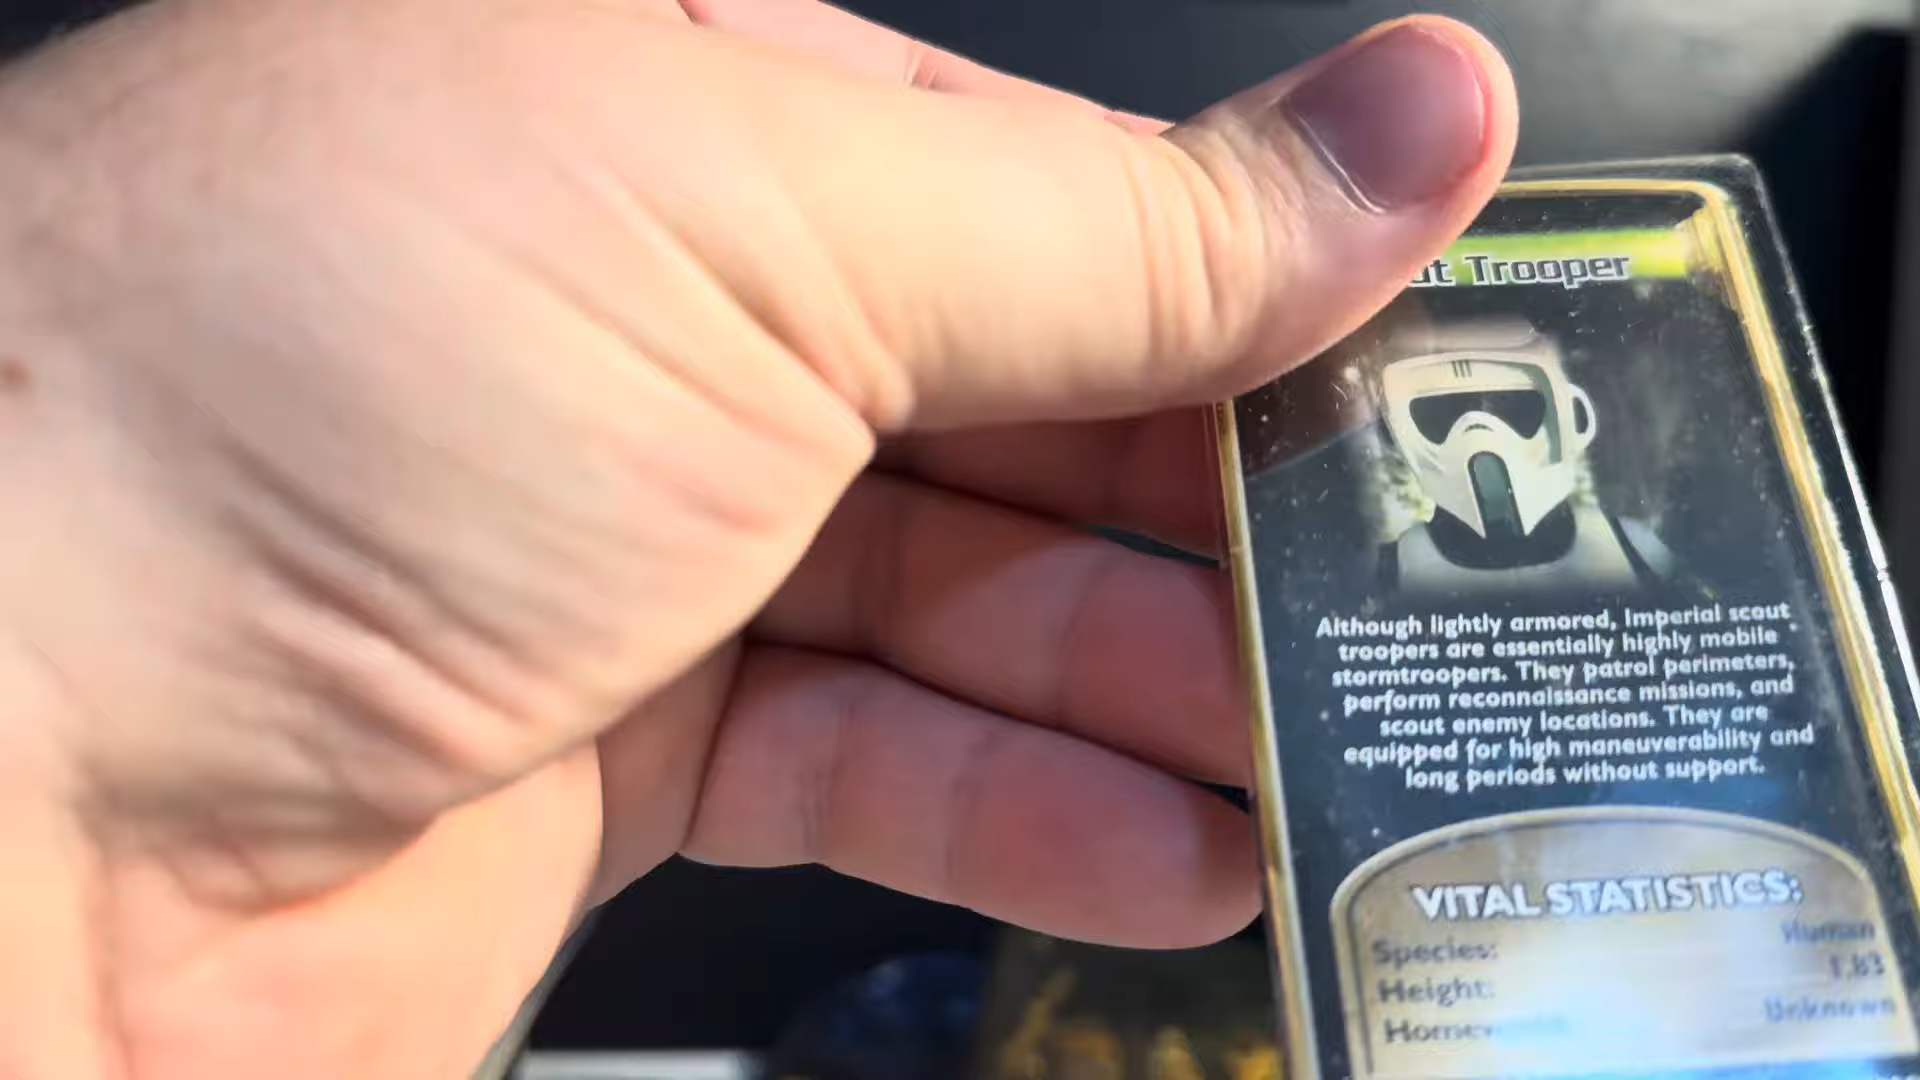 Trooper
Although lightly armored, Imperial scout
troopers are essentially highly mobile
stormtroopers. They patrol perimeters,
perform reconnaissance missions, and
scout enemy locations. They are
equipped for high maneuverability and
long periods without support.
VITAL STATISTICS:
Species: Human
Height: 1.83
Unknown